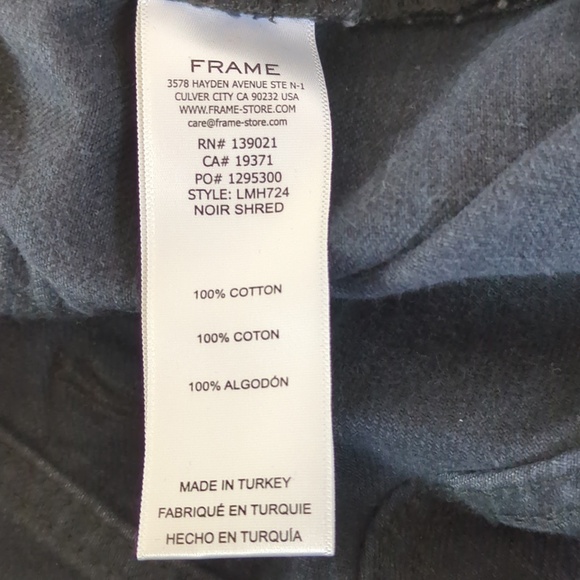 FRAME
3578 HAYDEN AVENUE STE N-1
CULVER CITY CA 90232 USA
WWW.FRAME-STORE.COM
care@frame-store.com
RN# 139021
CA# 19371
PO# 1295300
STYLE: LMH724
NOIR SHRED
100% COTTON
100% COTON
100% ALGODÓN
MADE IN TURKEY
FABRIQUÉ EN TURQUIE
HECHO EN TURQUÍA